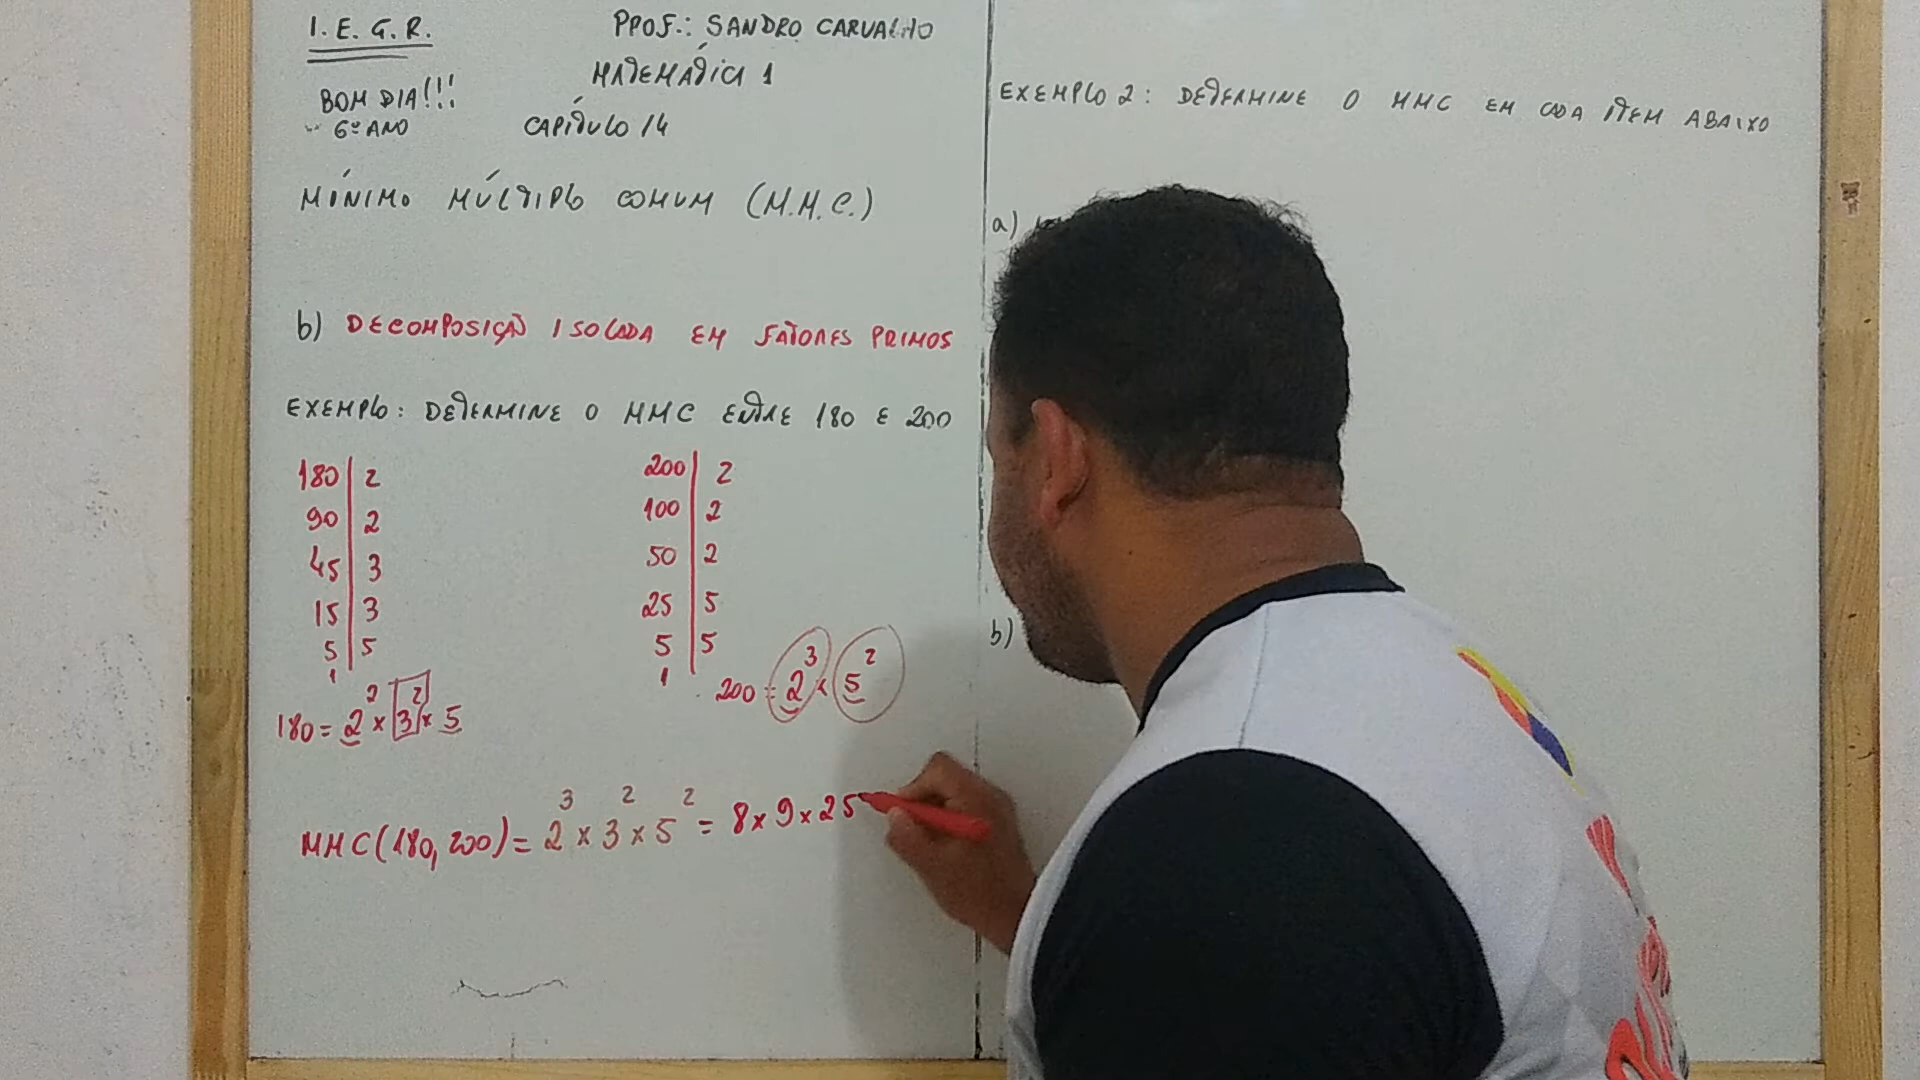 I. E. G. R.
PROF.: SANDRO CARVALHO
MATEMÁTICA 1
BOM DIA!!!
6º ANO
CAPÍTULO 14
MÍNIMO MÚLTIPLO COMUM (M.M.C.)
b) DECOMPOSIÇÃO ISOLADA EM FATORES PRIMOS
EXEMPLO: DETERMINE O MMC ENTRE 180 E 200
180 | 2
90 | 2
45 | 3
15 | 3
5 | 5
1
180 = 2² x 3² x 5
200 | 2
100 | 2
50 | 2
25 | 5
5 | 5
1
200 = 2³ x 5²
MMC(180, 200) = 2³ x 3² x 5² = 8 x 9 x 25
EXEMPLO 2: DETERMINE O MMC EM CADA ITEM ABAIXO
a)
b)